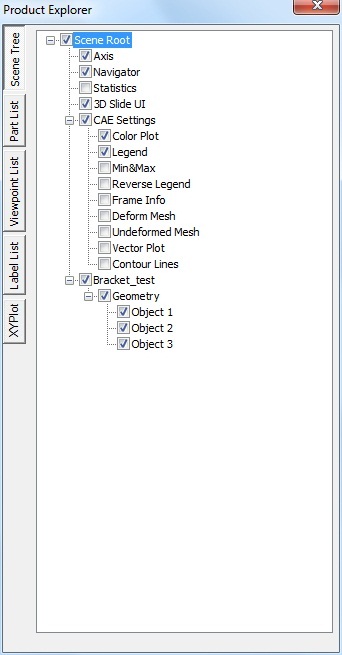 Product Explorer
Scene Tree
Part List
Viewpoint List
Label List
XYPlot
Scene Root
Axis
Navigator
Statistics
3D Slide UI
CAE Settings
Color Plot
Legend
Min&Max
Reverse Legend
Frame Info
Deform Mesh
Undeformed Mesh
Vector Plot
Contour Lines
Bracket_test
Geometry
Object 1
Object 2
Object 3